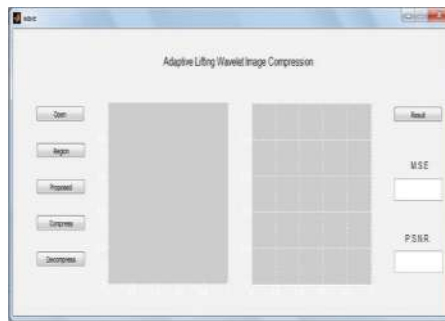 Adaptive Lifting Wavelet Image Compression
Open
Region
Proposed
Compress
Decompress
Result
MSE
PSNR